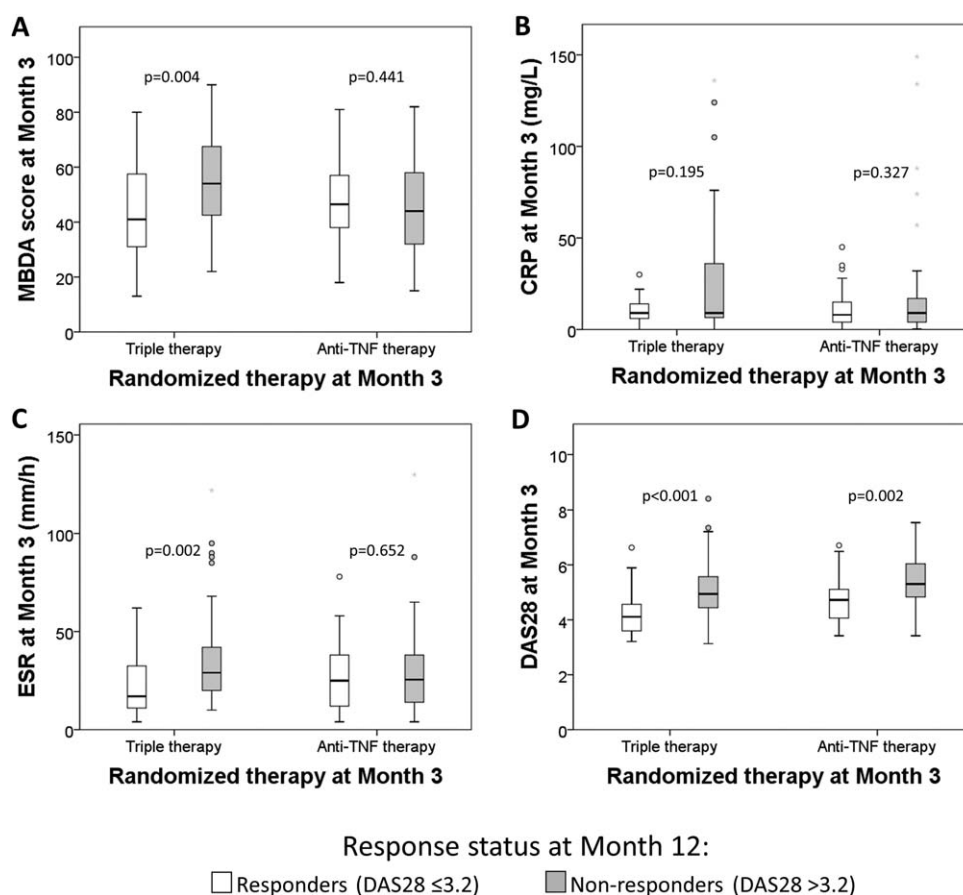 A
MBDA score at Month 3
100
80
60
40
20
0
p=0.004
p=0.441
Triple therapy
Anti-TNF therapy
Randomized therapy at Month 3
B
CRP at Month 3 (mg/L)
150
100
50
0
p=0.195
p=0.327
Triple therapy
Anti-TNF therapy
Randomized therapy at Month 3
C
ESR at Month 3 (mm/h)
150
100
50
0
p=0.002
p=0.652
Triple therapy
Anti-TNF therapy
Randomized therapy at Month 3
D
DAS28 at Month 3
10
8
6
4
2
0
p<0.001
p=0.002
Triple therapy
Anti-TNF therapy
Randomized therapy at Month 3
Response status at Month 12:
Responders (DAS28 ≤3.2)
Non-responders (DAS28 >3.2)